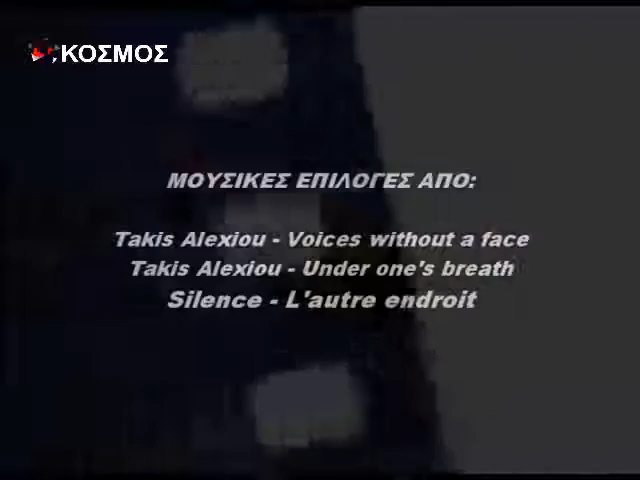 ΚΟΣΜΟΣ
ΜΟΥΣΙΚΕΣ ΕΠΙΛΟΓΕΣ ΑΠΟ:
Takis Alexiou - Voices without a face
Takis Alexiou - Under one's breath
Silence - L'autre endroit